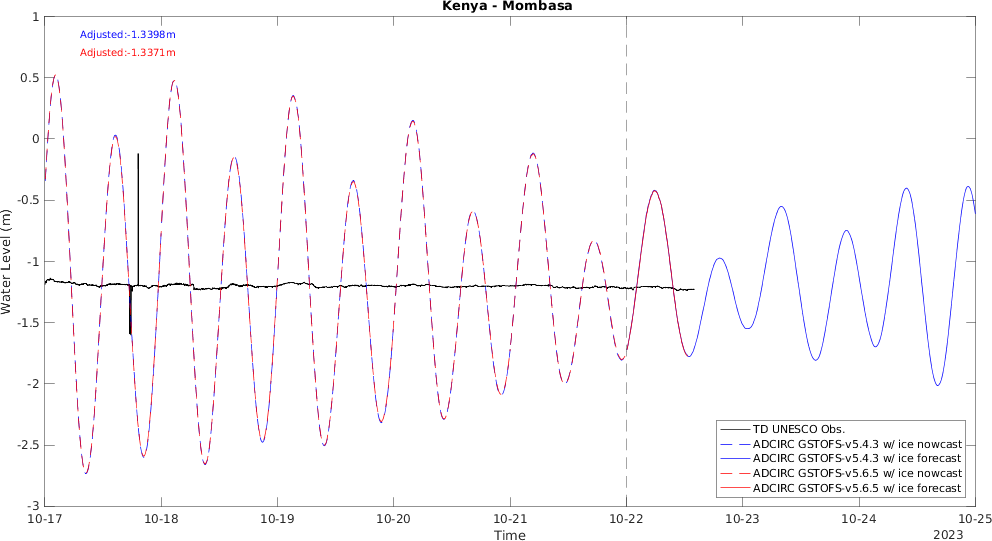 Kenya - Mombasa
Adjusted:-1.3398m
Adjusted:-1.3371m
1
0.5
0
-0.5
-1
-1.5
-2
-2.5
-3
Water Level (m)
TD UNESCO Obs.
ADCIRC GSTOFS-v5.4.3 w/ ice nowcast
ADCIRC GSTOFS-v5.4.3 w/ ice forecast
ADCIRC GSTOFS-v5.6.5 w/ ice nowcast
ADCIRC GSTOFS-v5.6.5 w/ ice forecast
10-17 10-18 10-19 10-20 10-21 10-22 10-23 10-24 10-25
Time
2023